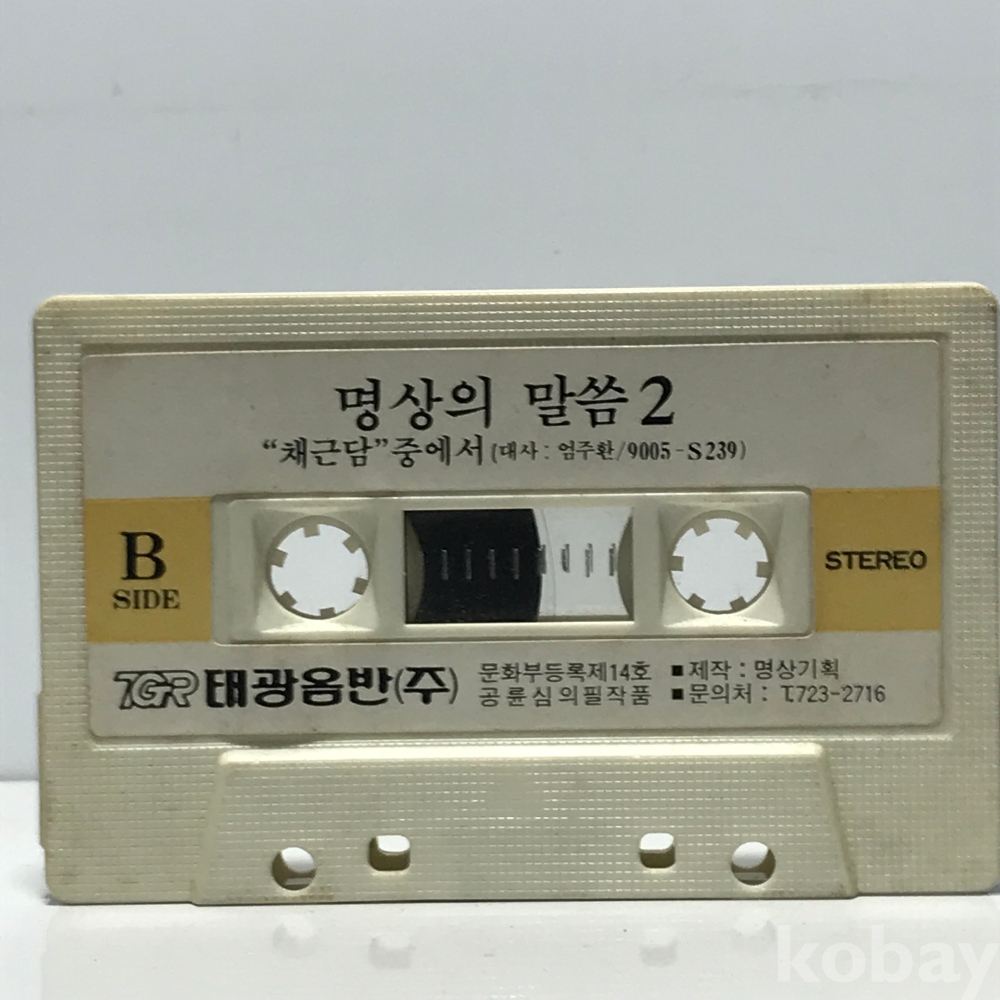 명상의 말씀 2
“채근담”중에서 (대사 : 엄주환/9005-S239)
B
SIDE
STEREO
TGR 태광음반(주)
문화부등록제14호
공륜심의필작품
■ 제작 : 명상기획
■ 문의처 : T.723-2716
kobay